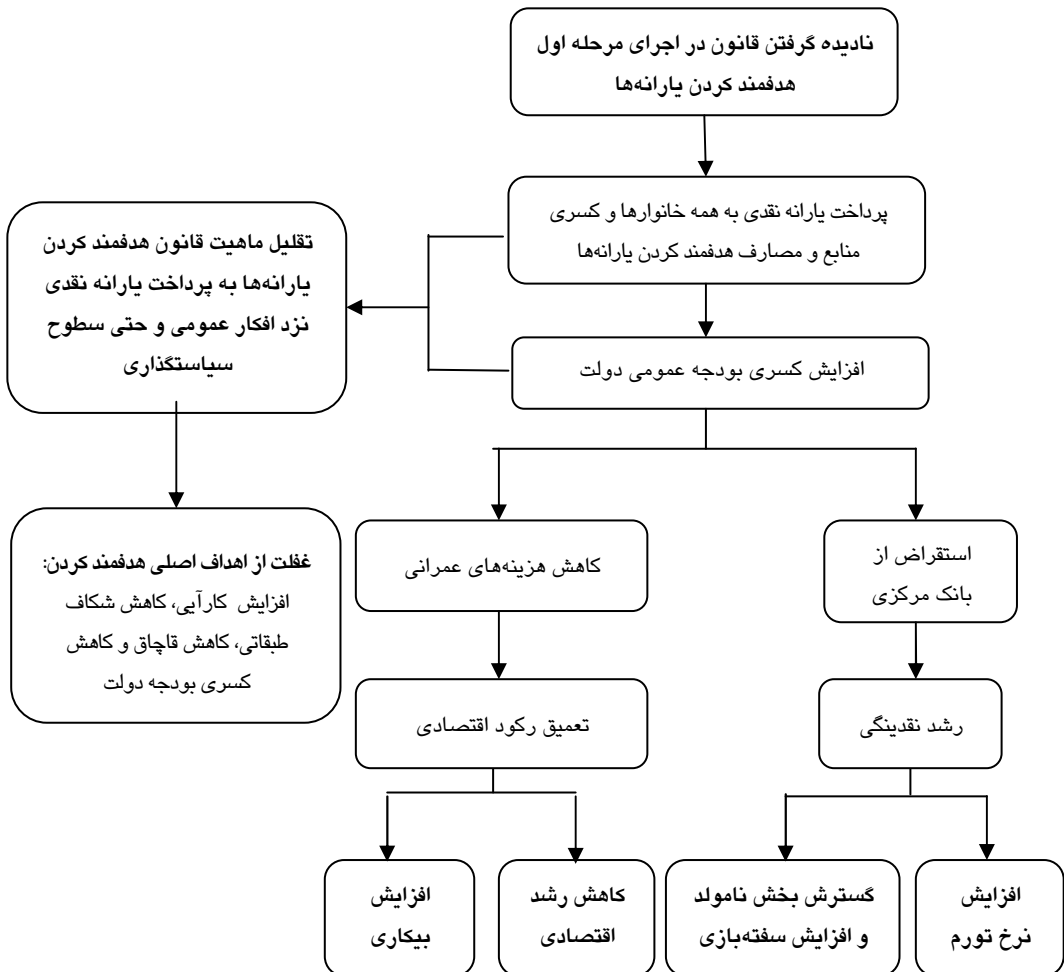 نادیده گرفتن قانون در اجرای مرحله اول
هدفمند کردن یارانه‌ها
پرداخت یارانه نقدی به همه خانوارها و کسری
منابع و مصارف هدفمند کردن یارانه‌ها
تقلیل ماهیت قانون هدفمند کردن
یارانه‌ها به پرداخت یارانه نقدی
نزد افکار عمومی و حتی سطوح
سیاستگذاری
افزایش کسری بودجه عمومی دولت
استقراض از
بانک مرکزی
کاهش هزینه‌های عمرانی
غفلت از اهداف اصلی هدفمند کردن:
افزایش کارآیی، کاهش شکاف
طبقاتی، کاهش قاچاق و کاهش
کسری بودجه دولت
رشد نقدینگی
تعمیق رکود اقتصادی
افزایش
نرخ تورم
گسترش بخش نامولد
و افزایش سفته‌بازی
کاهش رشد
اقتصادی
افزایش
بیکاری